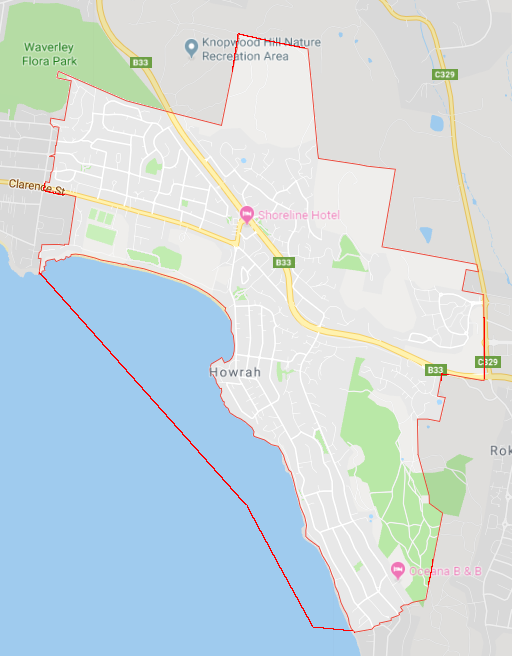 Waverley
Flora Park
B33
Knopwood Hill Nature
Recreation Area
C329
Clarence St
Shoreline Hotel
B33
C329
B33
Howrah
Rok
Oceana B & B